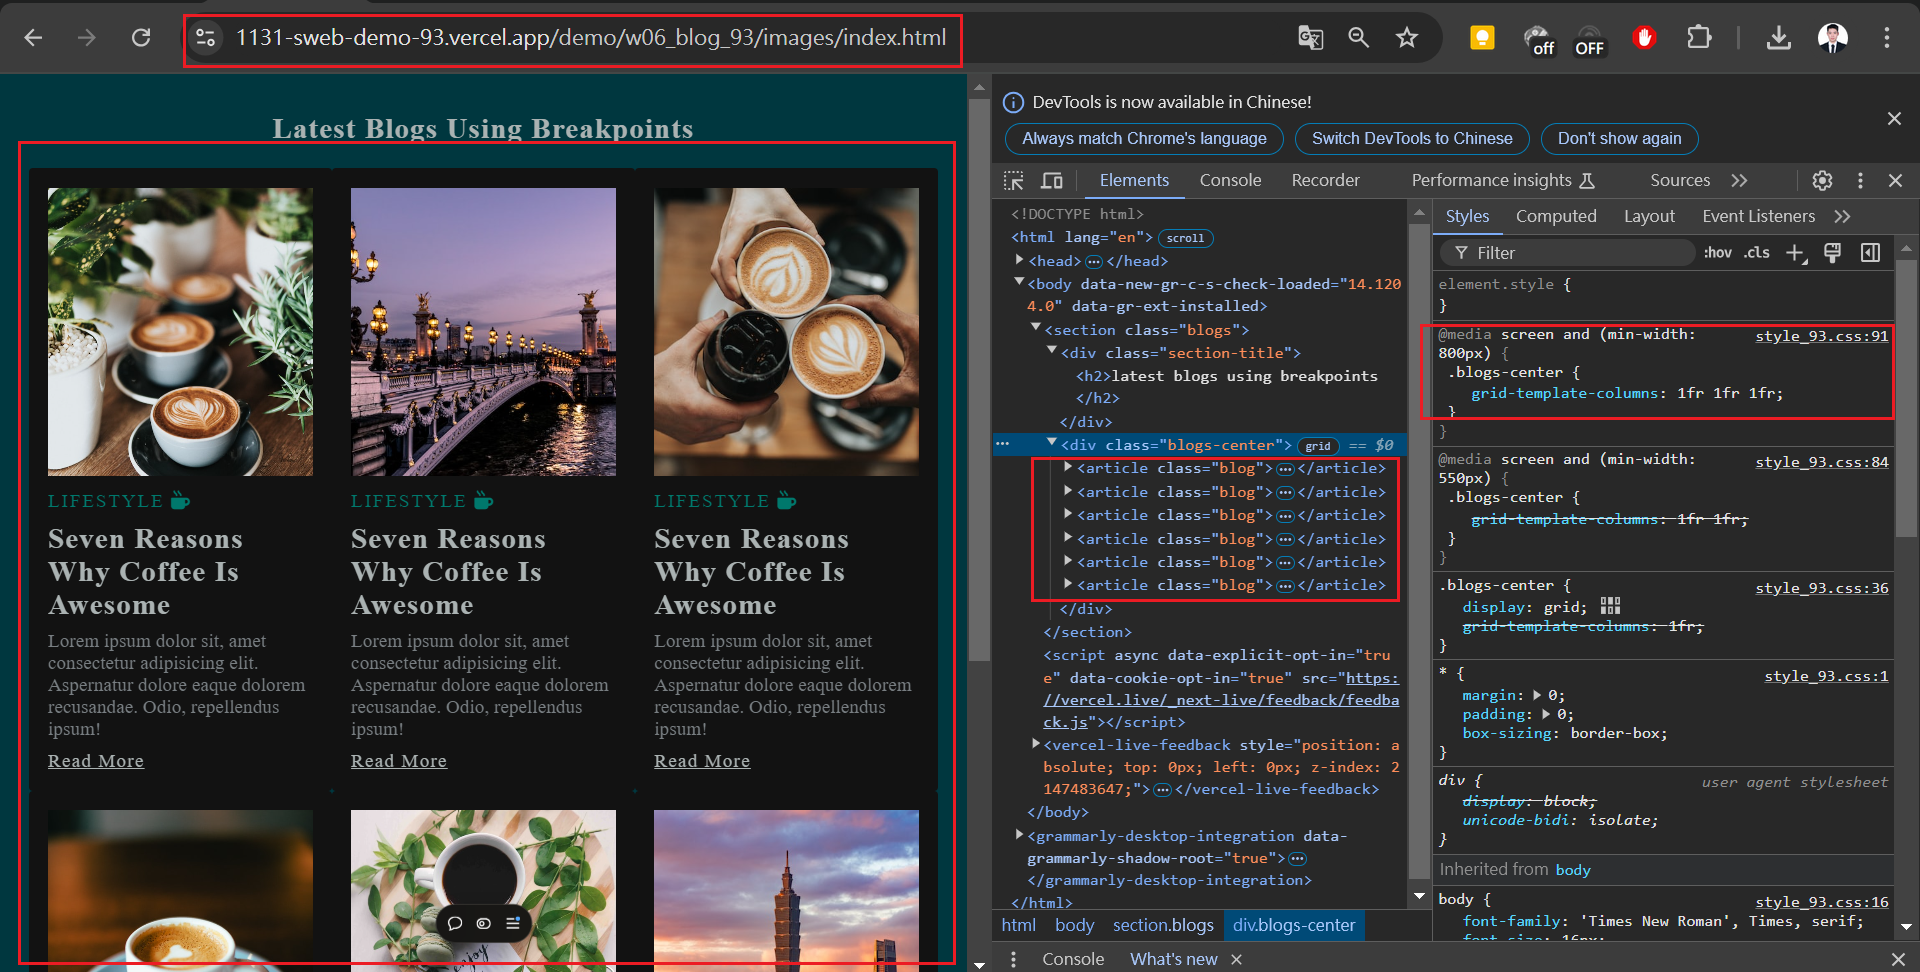 1131-sweb-demo-93.vercel.app/demo/w06_blog_93/images/index.html
off
OFF
Latest Blogs Using Breakpoints
LIFESTYLE
Seven Reasons
Why Coffee Is
Awesome
Lorem ipsum dolor sit, amet
consectetur adipisicing elit.
Aspernatur dolore eaque dolorem
recusandae. Odio, repellendus
ipsum!
Read More
LIFESTYLE
Seven Reasons
Why Coffee Is
Awesome
Lorem ipsum dolor sit, amet
consectetur adipisicing elit.
Aspernatur dolore eaque dolorem
recusandae. Odio, repellendus
ipsum!
Read More
LIFESTYLE
Seven Reasons
Why Coffee Is
Awesome
Lorem ipsum dolor sit, amet
consectetur adipisicing elit.
Aspernatur dolore eaque dolorem
recusandae. Odio, repellendus
ipsum!
Read More
DevTools is now available in Chinese!
Always match Chrome's language
Switch DevTools to Chinese
Don't show again
Elements
Console
Recorder
Performance insights
Sources
<!DOCTYPE html>
<html lang="en"> scroll
<head> … </head>
<body data-new-gr-c-s-check-loaded="14.120
4.0" data-gr-ext-installed>
<section class="blogs">
<div class="section-title">
<h2>latest blogs using breakpoints
</h2>
</div>
<div class="blogs-center"> grid == $0
<article class="blog"> … </article>
<article class="blog"> … </article>
<article class="blog"> … </article>
<article class="blog"> … </article>
<article class="blog"> … </article>
<article class="blog"> … </article>
</div>
</section>
<script async data-explicit-opt-in="tru
e" data-cookie-opt-in="true" src="https:
//vercel.live/_next-live/feedback/feedba
ck.js"></script>
<vercel-live-feedback style="position: a
bsolute; top: 0px; left: 0px; z-index: 2
147483647;"> … </vercel-live-feedback>
</body>
<grammarly-desktop-integration data-
grammarly-shadow-root="true"> …
</grammarly-desktop-integration>
</html>
html body section.blogs div.blogs-center
Styles
Computed
Layout
Event Listeners
Filter
:hov .cls
element.style {
}
@media screen and (min-width: style_93.css:91
800px) {
.blogs-center {
grid-template-columns: 1fr 1fr 1fr;
}
}
@media screen and (min-width: style_93.css:84
550px) {
.blogs-center {
grid-template-columns: 1fr 1fr;
}
}
.blogs-center { style_93.css:36
display: grid;
grid-template-columns: 1fr;
}
* { style_93.css:1
margin: 0;
padding: 0;
box-sizing: border-box;
}
div { user agent stylesheet
display: block;
unicode-bidi: isolate;
}
Inherited from body
body { style_93.css:16
font-family: 'Times New Roman', Times, serif;
font-size: 16px;
Console
What's new